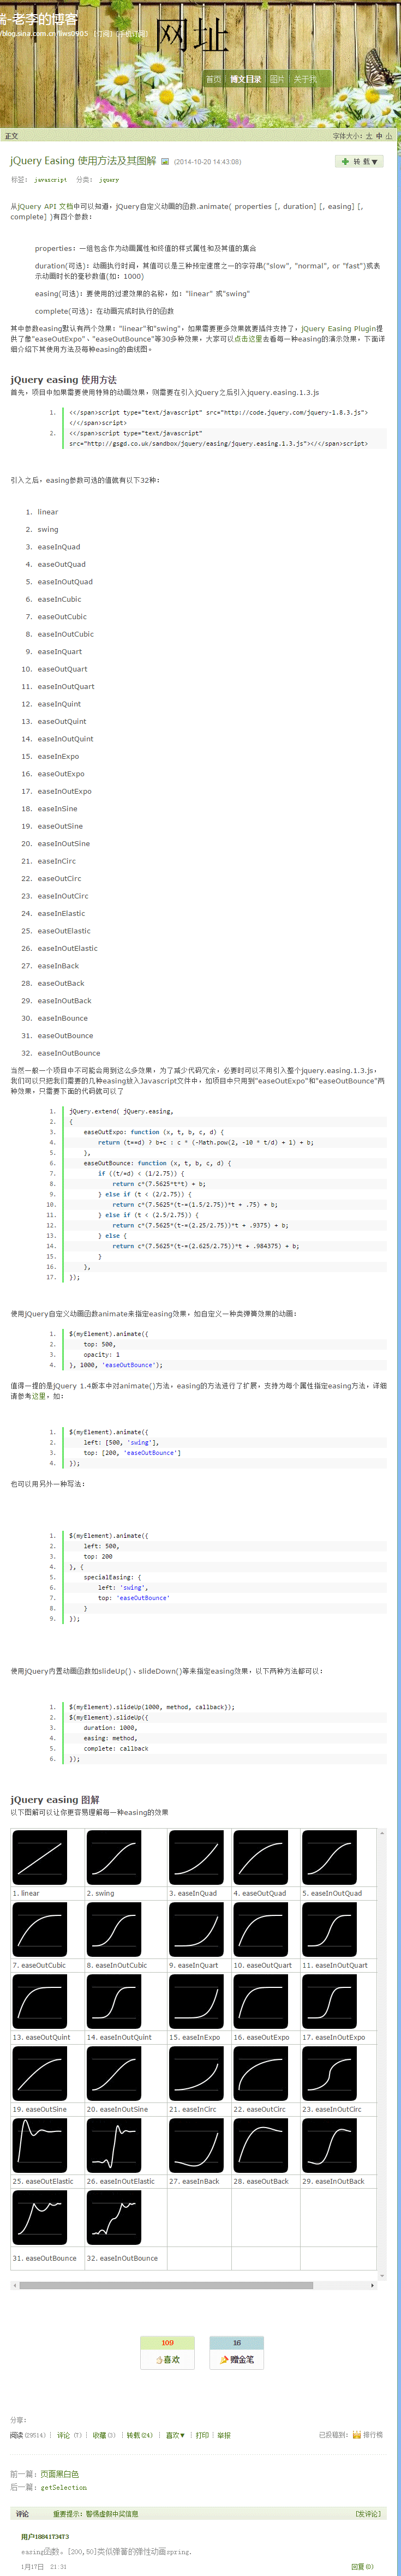 瑞-老李的博客
/blog.sina.com.cn/liws0905 [订阅] [手机订阅]
网址
首页 博文目录 图片 关于我
正文 字体大小：大 中 小
jQuery Easing 使用方法及其图解 (2014-10-20 14:43:08) 转载▼
标签： javascript 分类： jquery
从jQuery API 文档中可以知道，jQuery自定义动画的函数.animate( properties [, duration] [, easing] [,
complete] )有四个参数：
properties：一组包含作为动画属性和终值的样式属性和及其值的集合
duration(可选)：动画执行时间，其值可以是三种预定速度之一的字符串("slow", "normal", or "fast")或表
示动画时长的毫秒数值(如：1000)
easing(可选)：要使用的过渡效果的名称，如："linear" 或"swing"
complete(可选)：在动画完成时执行的函数
其中参数easing默认有两个效果："linear"和"swing"，如果需要更多效果就要插件支持了，jQuery Easing Plugin提
供了像"easeOutExpo"、"easeOutBounce"等30多种效果，大家可以点击这里去看每一种easing的演示效果，下面详
细介绍下其使用方法及每种easing的曲线图。
jQuery easing 使用方法
首先，项目中如果需要使用特殊的动画效果，则需要在引入jQuery之后引入jquery.easing.1.3.js
1. <</span>script type="text/javascript" src="http://code.jquery.com/jquery-1.8.3.js">
</</span>script>
2. <</span>script type="text/javascript"
src="http://gsgd.co.uk/sandbox/jquery/easing/jquery.easing.1.3.js"></</span>script>
引入之后，easing参数可选的值就有以下32种：
1. linear
2. swing
3. easeInQuad
4. easeOutQuad
5. easeInOutQuad
6. easeInCubic
7. easeOutCubic
8. easeInOutCubic
9. easeInQuart
10. easeOutQuart
11. easeInOutQuart
12. easeInQuint
13. easeOutQuint
14. easeInOutQuint
15. easeInExpo
16. easeOutExpo
17. easeInOutExpo
18. easeInSine
19. easeOutSine
20. easeInOutSine
21. easeInCirc
22. easeOutCirc
23. easeInOutCirc
24. easeInElastic
25. easeOutElastic
26. easeInOutElastic
27. easeInBack
28. easeOutBack
29. easeInOutBack
30. easeInBounce
31. easeOutBounce
32. easeInOutBounce
当然一般一个项目中不可能会用到这么多效果，为了减少代码冗余，必要时可以不用引入整个jquery.easing.1.3.js，
我们可以只把我们需要的几种easing放入Javascript文件中，如项目中只用到"easeOutExpo"和"easeOutBounce"两
种效果，只需要下面的代码就可以了
1. jQuery.extend( jQuery.easing,
2. {
3. easeOutExpo: function (x, t, b, c, d) {
4. return (t==d) ? b+c : c * (-Math.pow(2, -10 * t/d) + 1) + b;
5. },
6. easeOutBounce: function (x, t, b, c, d) {
7. if ((t/=d) < (1/2.75)) {
8. return c*(7.5625*t*t) + b;
9. } else if (t < (2/2.75)) {
10. return c*(7.5625*(t-=(1.5/2.75))*t + .75) + b;
11. } else if (t < (2.5/2.75)) {
12. return c*(7.5625*(t-=(2.25/2.75))*t + .9375) + b;
13. } else {
14. return c*(7.5625*(t-=(2.625/2.75))*t + .984375) + b;
15. }
16. },
17. });
使用jQuery自定义动画函数animate来指定easing效果，如自定义一种类弹簧效果的动画：
1. $(myElement).animate({
2. top: 500,
3. opacity: 1
4. }, 1000, 'easeOutBounce');
值得一提的是jQuery 1.4版本中对animate()方法，easing的方法进行了扩展，支持为每个属性指定easing方法，详细
请参考这里，如：
1. $(myElement).animate({
2. left: [500, 'swing'],
3. top: [200, 'easeOutBounce']
4. });
也可以用另外一种写法：
1. $(myElement).animate({
2. left: 500,
3. top: 200
4. }, {
5. specialEasing: {
6. left: 'swing',
7. top: 'easeOutBounce'
8. }
9. });
使用jQuery内置动画函数如slideUp()、slideDown()等来指定easing效果，以下两种方法都可以：
1. $(myElement).slideUp(1000, method, callback});
2. $(myElement).slideUp({
3. duration: 1000,
4. easing: method,
5. complete: callback
6. });
jQuery easing 图解
以下图解可以让你更容易理解每一种easing的效果
1. linear 2. swing 3. easeInQuad 4. easeOutQuad 5. easeInOutQuad
7. easeOutCubic 8. easeInOutCubic 9. easeInQuart 10. easeOutQuart 11. easeInOutQuart
13. easeOutQuint 14. easeInOutQuint 15. easeInExpo 16. easeOutExpo 17. easeInOutExpo
19. easeOutSine 20. easeInOutSine 21. easeInCirc 22. easeOutCirc 23. easeInOutCirc
25. easeOutElastic 26. easeInOutElastic 27. easeInBack 28. easeOutBack 29. easeInOutBack
31. easeOutBounce 32. easeInOutBounce
109 16
喜欢 赠金笔
分享：
阅读(29514) | 评论 (7) | 收藏(3) | 转载(24) | 喜欢▼ | 打印 | 举报 已投稿到： 排行榜
前一篇：页面黑白色
后一篇：getSelection
评论 重要提示：警惕虚假中奖信息 [发评论]
用户1884173473
easing函数，[200,50]类似弹簧的弹性动画spring。
1月17日 21:31 回复(0)